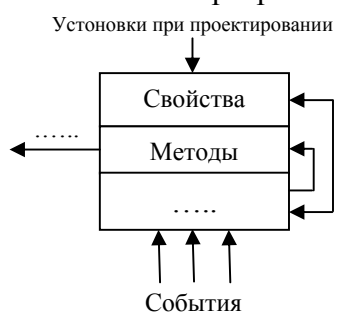 Устоновки при проектировании
Свойства
......
Методы
.....
События